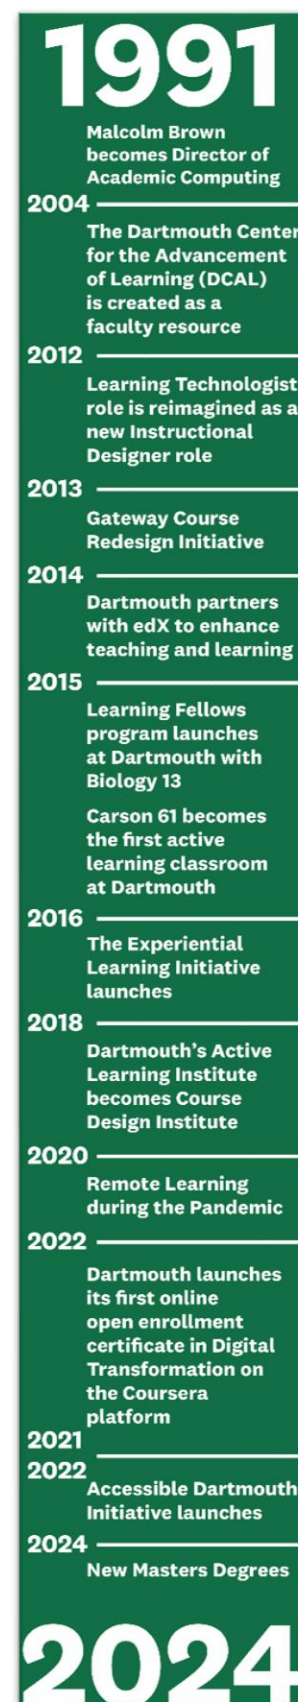 1991
Malcolm Brown
becomes Director of
Academic Computing
2004
The Dartmouth Center
for the Advancement
of Learning (DCAL)
is created as a
faculty resource
2012
Learning Technologist
role is reimagined as a
new Instructional
Designer role
2013
Gateway Course
Redesign Initiative
2014
Dartmouth partners
with edX to enhance
teaching and learning
2015
Learning Fellows
program launches
at Dartmouth with
Biology 13
Carson 61 becomes
the first active
learning classroom
at Dartmouth
2016
The Experiential
Learning Initiative
launches
2018
Dartmouth's Active
Learning Institute
becomes Course
Design Institute
2020
Remote Learning
during the Pandemic
2022
Dartmouth launches
its first online
open enrollment
certificate in Digital
Transformation on
the Coursera
platform
2021
2022
Accessible Dartmouth
Initiative launches
2024
New Masters Degrees
2024